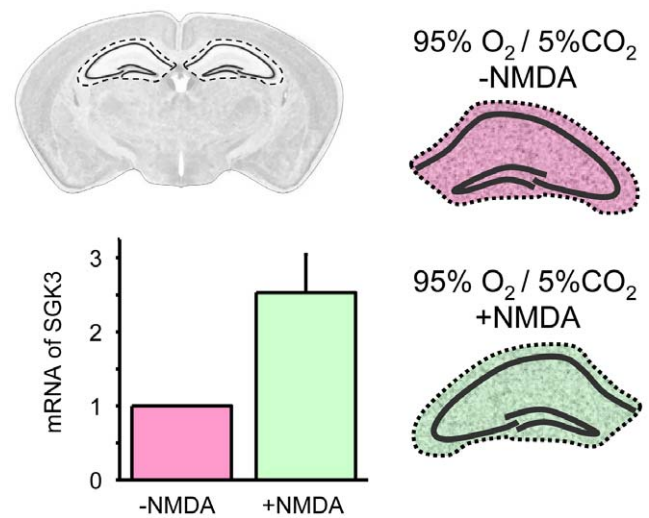 95% O₂ / 5%CO₂
-NMDA
mRNA of SGK3
3
2
1
0
-NMDA
+NMDA
95% O₂ / 5%CO₂
+NMDA